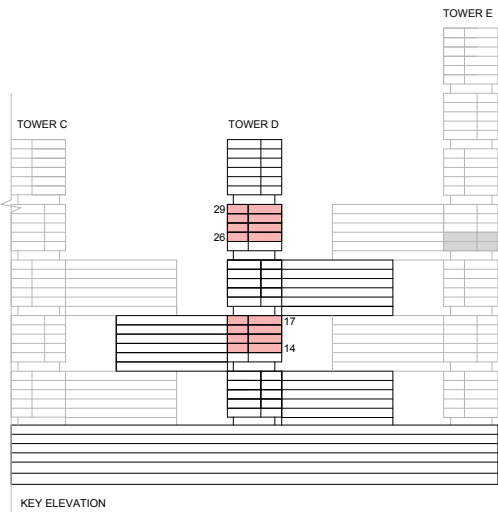 TOWER E
TOWER C
TOWER D
29
26
17
14
KEY ELEVATION